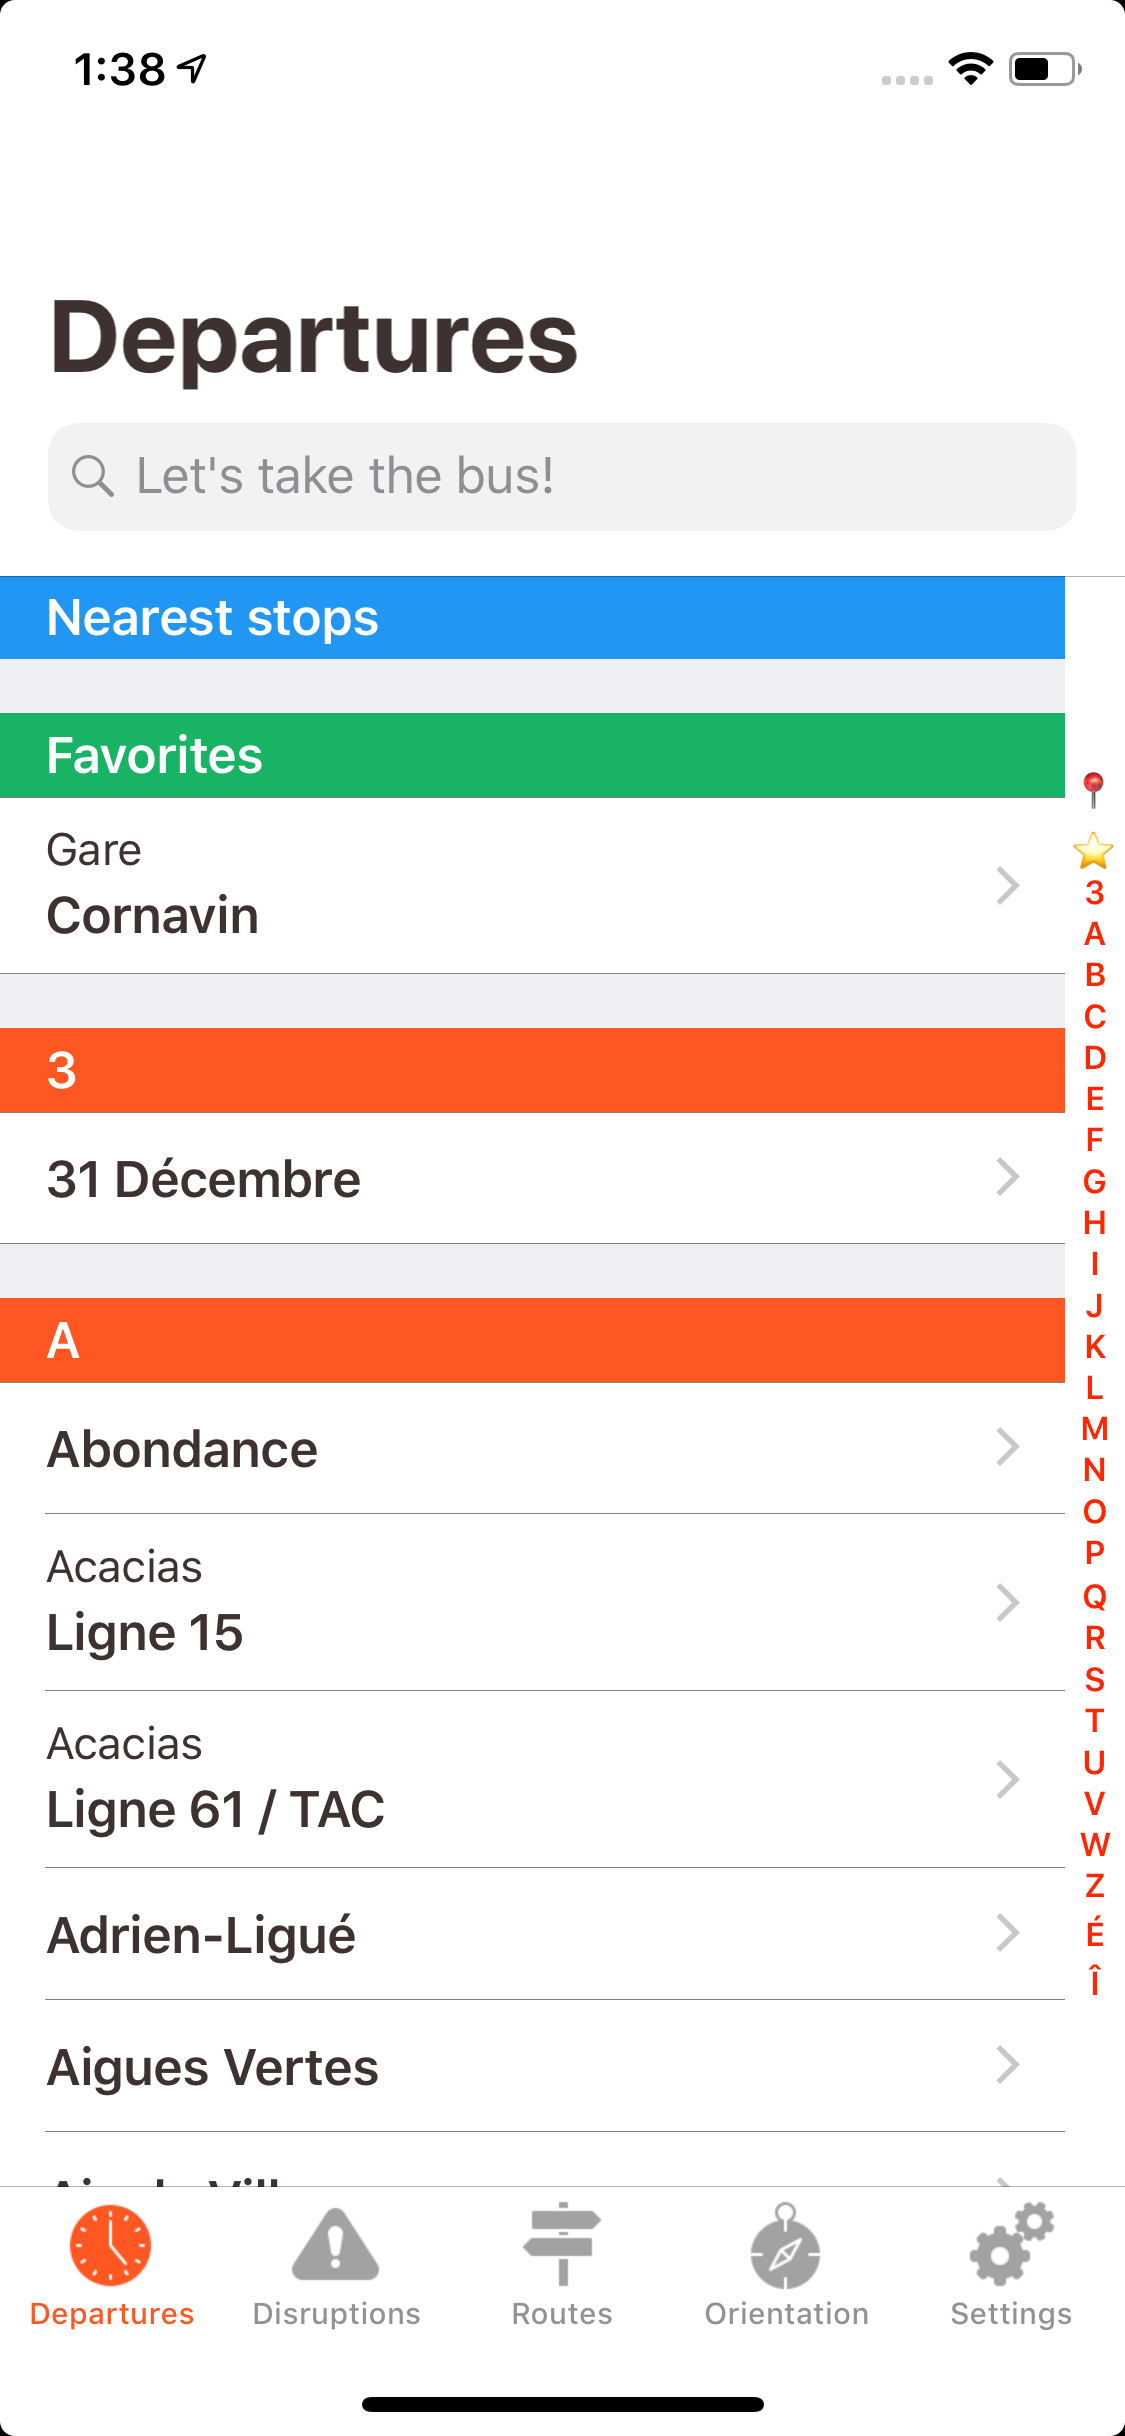 1:38
Departures
Let's take the bus!
Nearest stops
Favorites
Gare
Cornavin
3
31 Décembre
A
Abondance
Acacias
Ligne 15
Acacias
Ligne 61 / TAC
Adrien-Ligué
Aigues Vertes
3
A
B
C
D
E
F
G
H
I
J
K
L
M
N
O
P
Q
R
S
T
U
V
W
Z
É
Î
Departures
Disruptions
Routes
Orientation
Settings